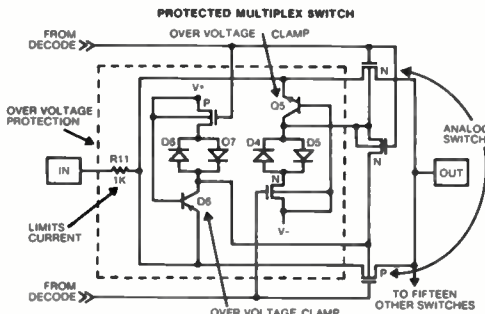 PROTECTED MULTIPLEX SWITCH
FROM
DECODE
OVER VOLTAGE CLAMP
N
V+
P
Q5
OVER VOLTAGE
PROTECTION
D6
D7
D4
D5
N
ANALOG
SWITCH
IN
R11
1K
N
OUT
LIMITS
CURRENT
D6
V-
P
FROM
DECODE
TO FIFTEEN
OTHER SWITCHES
OVER VOLTAGE CLAMP